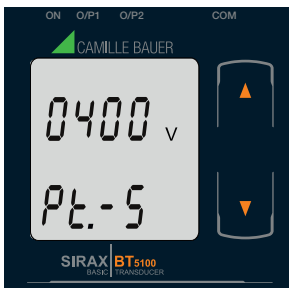 ON O/P1 O/P2 COM
CAMILLE BAUER
0400 V
Pt.-S
SIRAX BT5100
BASIC TRANSDUCER